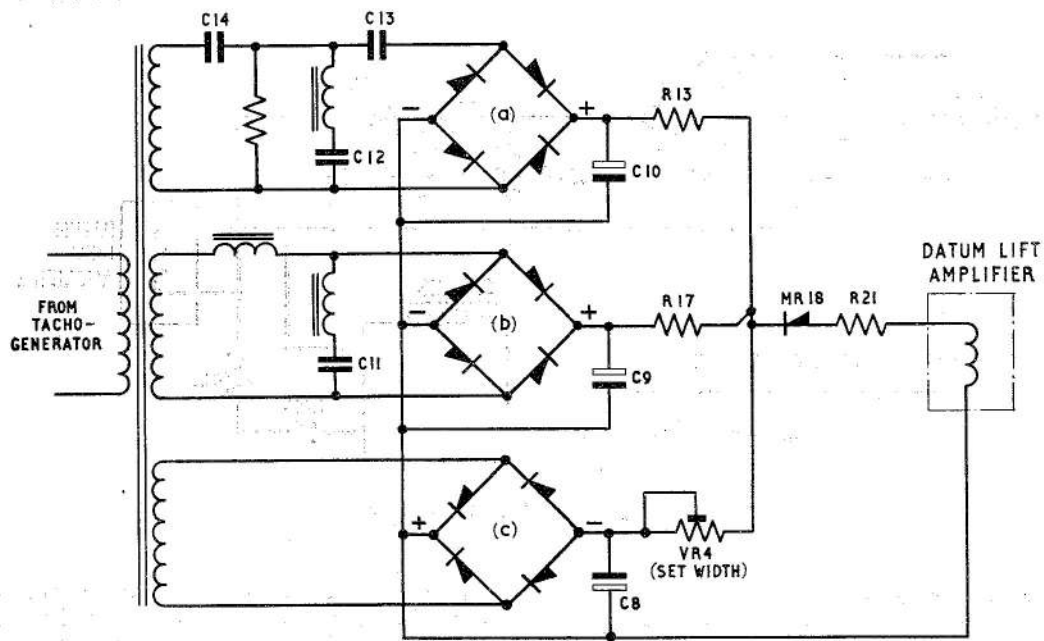 C14
C13
(a)
−
+
R13
C12
C10
DATUM LIFT
AMPLIFIER
FROM
TACHO-
GENERATOR
−
(b)
+
R17
MR18
R21
C11
C9
+
(c)
−
VR4
(SET WIDTH)
C8